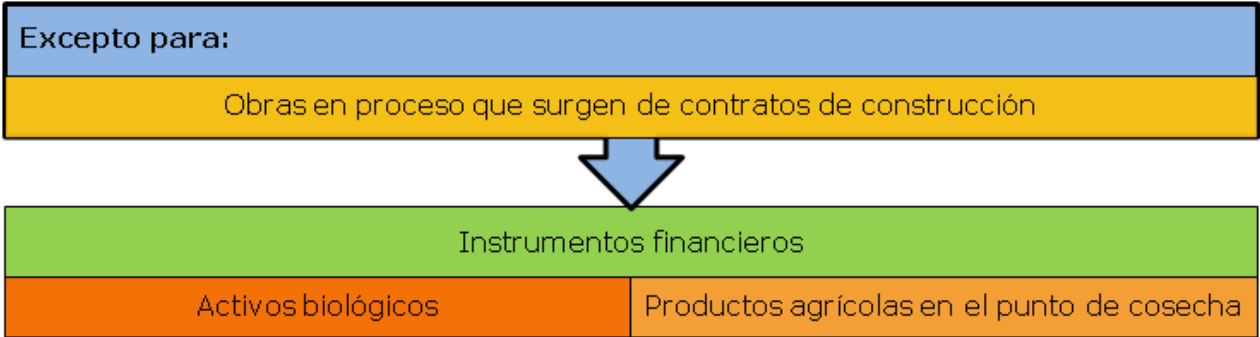 Excepto para:
Obras en proceso que surgen de contratos de construcción
Instrumentos financieros
Activos biológicos
Productos agrícolas en el punto de cosecha